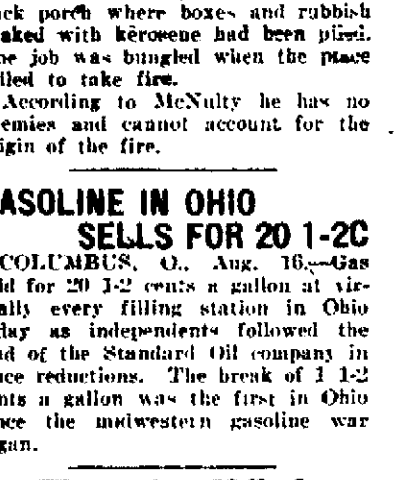 ck porch where boxes and rubbish
aked with kerosene had been piled.
he job was bungled when the place
iled to take fire.
According to McNulty he has no
emies and cannot account for the
igin of the fire.
ASOLINE IN OHIO
SELLS FOR 20 1-2C
COLUMBUS, O., Aug. 16.—Gas
ld for 20 1-2 cents a gallon at vir-
ally every filling station in Ohio
day as independents followed the
ad of the Standard Oil company in
ice reductions. The break of 1 1-2
nts a gallon was the first in Ohio
nce the midwestern gasoline war
gan.